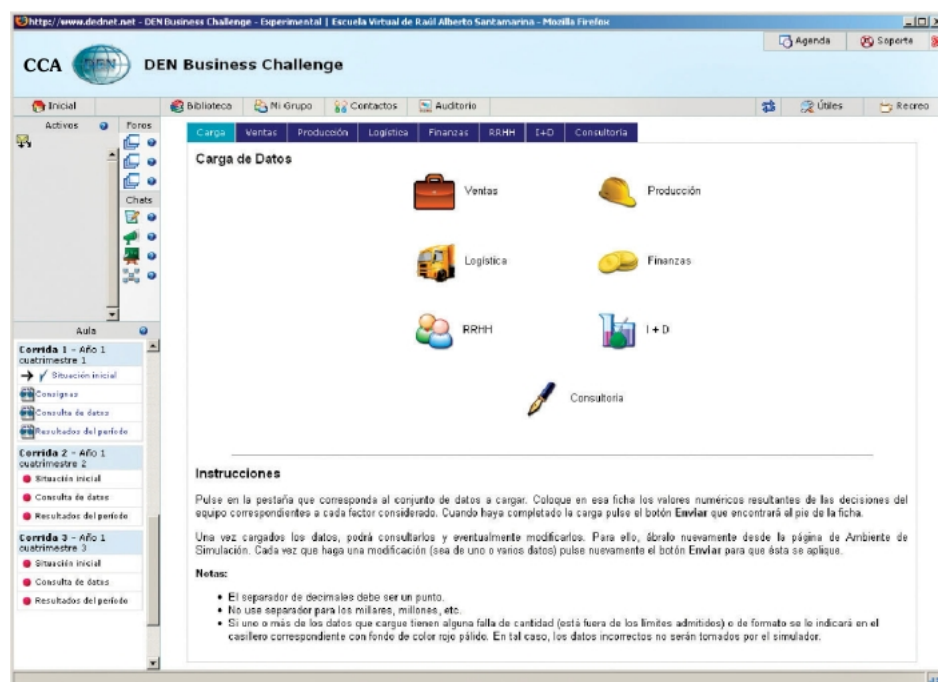 http://www.dednet.net - DEN Business Challenge - Experimental | Escuela Virtual de Raúl Alberto Santamarina - Mozilla Firefox
Agenda
Soporte
CCA DEN DEN Business Challenge
Inicial
Biblioteca
Mi Grupo
Contactos
Auditorio
Útiles
Recreo
Activos
Foros
Chats
Carga
Ventas
Producción
Logística
Finanzas
RRHH
I+D
Consultoría
Carga de Datos
Ventas
Producción
Logística
Finanzas
RRHH
I + D
Consultoría
Aula
Corrida 1 - Año 1
cuatrimestre 1
Situación inicial
Consignas
Consulta de datos
Resultados del período
Corrida 2 - Año 1
cuatrimestre 2
Situación inicial
Consulta de datos
Resultados del período
Corrida 3 - Año 1
cuatrimestre 3
Situación inicial
Consulta de datos
Resultados del período
Instrucciones
Pulse en la pestaña que corresponda al conjunto de datos a cargar. Coloque en esa ficha los valores numéricos resultantes de las decisiones del
equipo correspondientes a cada factor considerado. Cuando haya completado la carga pulse el botón Enviar que encontrará el pie de la ficha.
Una vez cargados los datos, podrá consultarlos y eventualmente modificarlos. Para ello, ábralo nuevamente desde la página de Ambiente de
Simulación. Cada vez que haga una modificación (sea de uno o varios datos) pulse nuevamente el botón Enviar para que ésta se aplique.
Notas:
• El separador de decimales debe ser un punto.
• No use separador para los millares, millones, etc.
• Si uno o más de los datos que cargue tienen alguna falla de cantidad (está fuera de los límites admitidos) o de formato se le indicará en el
casillero correspondiente con fondo de color rojo pálido. En tal caso, los datos incorrectos no serán tomados por el simulador.